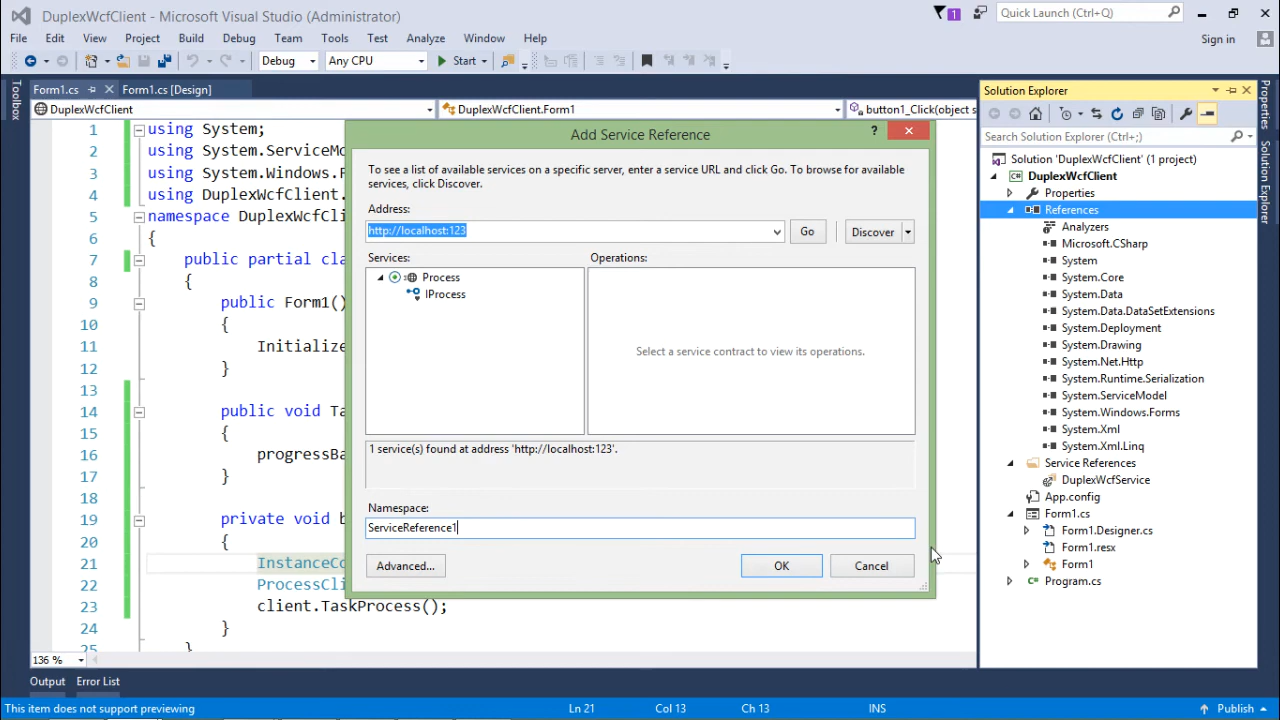 DuplexWcfClient - Microsoft Visual Studio (Administrator)
1
Quick Launch (Ctrl+Q)
File Edit View Project Build Debug Team Tools Test Analyze Window Help
Sign in
Debug Any CPU Start
Toolbox
Form1.cs Form1.cs [Design]
DuplexWcfClient DuplexWcfClient.Form1 button1_Click(object s
1 using System;
2 using System.ServiceMo
3 using System.Windows.F
4 using DuplexWcfClient.
5 namespace DuplexWcfCli
6 {
7 public partial cla
8 {
9 public Form1()
10 {
11 Initialize
12 }
13
14 public void Ta
15 {
16 progressBa
17 }
18
19 private void b
20 {
21 InstanceCo
22 ProcessCli
23 client.TaskProcess();
24 }
25 }
136 %
Add Service Reference
?
To see a list of available services on a specific server, enter a service URL and click Go. To browse for available
services, click Discover.
Address:
http://localhost:123
Go Discover
Services: Operations:
Process
IProcess
Select a service contract to view its operations.
1 service(s) found at address 'http://localhost:123'.
Namespace:
ServiceReference1
Advanced... OK Cancel
Solution Explorer
Search Solution Explorer (Ctrl+;)
Solution 'DuplexWcfClient' (1 project)
DuplexWcfClient
Properties
References
Analyzers
Microsoft.CSharp
System
System.Core
System.Data
System.Data.DataSetExtensions
System.Deployment
System.Drawing
System.Net.Http
System.Runtime.Serialization
System.ServiceModel
System.Windows.Forms
System.Xml
System.Xml.Linq
Service References
DuplexWcfService
App.config
Form1.cs
Form1.Designer.cs
Form1.resx
Form1
Program.cs
Properties
Solution Explorer
Output Error List
This item does not support previewing Ln 21 Col 13 Ch 13 INS Publish